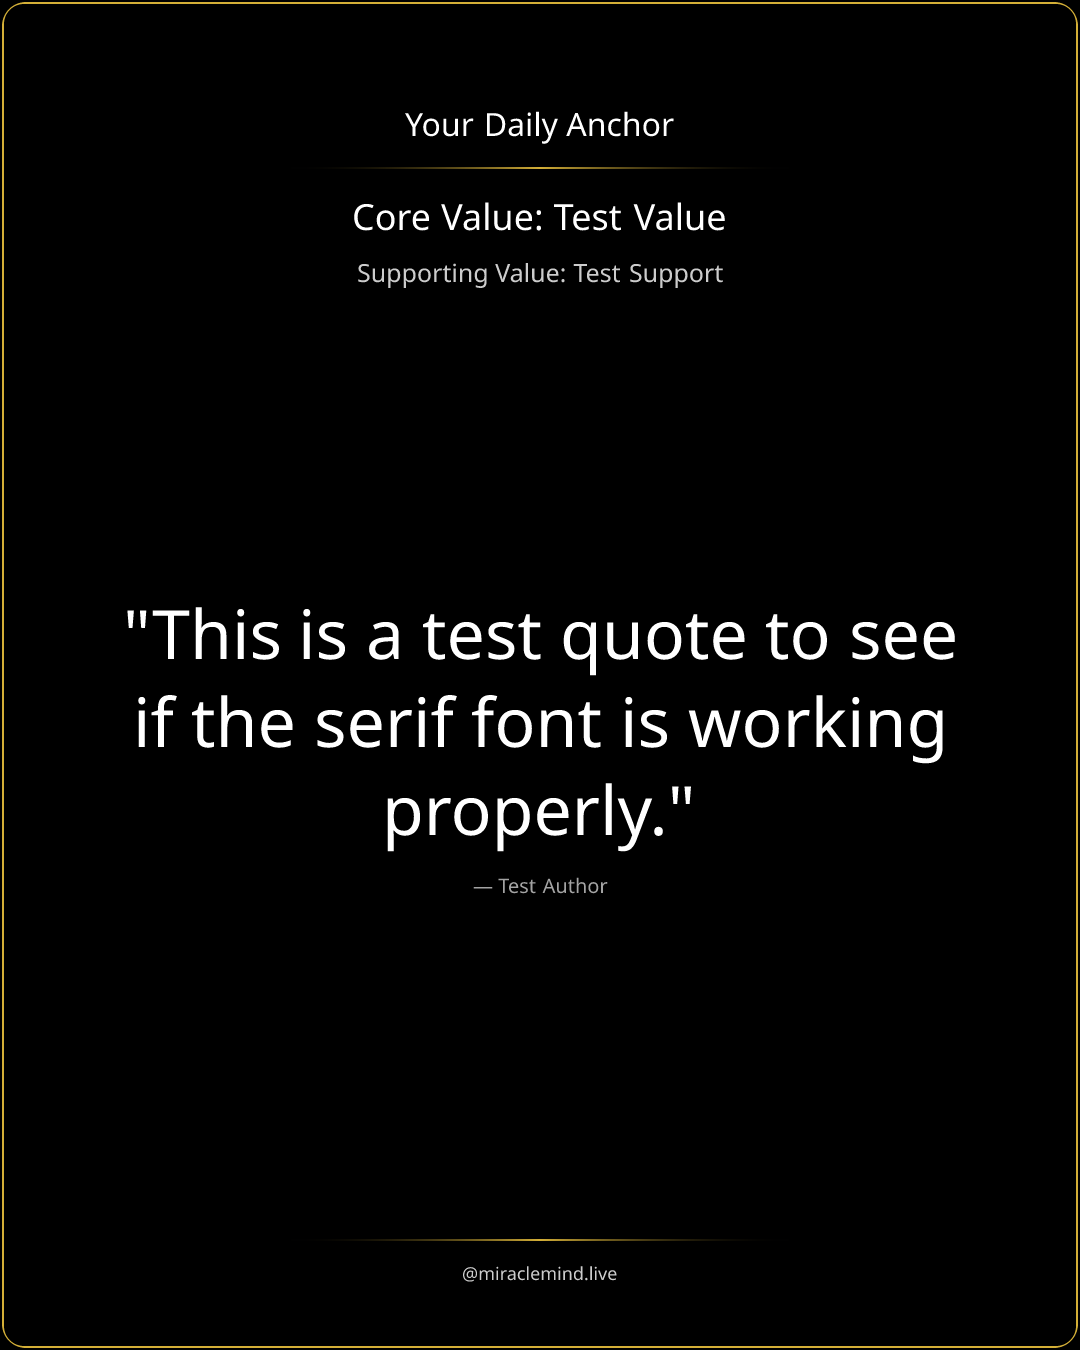 Your Daily Anchor
Core Value: Test Value
Supporting Value: Test Support
"This is a test quote to see
if the serif font is working
properly."
— Test Author
@miraclemind.live